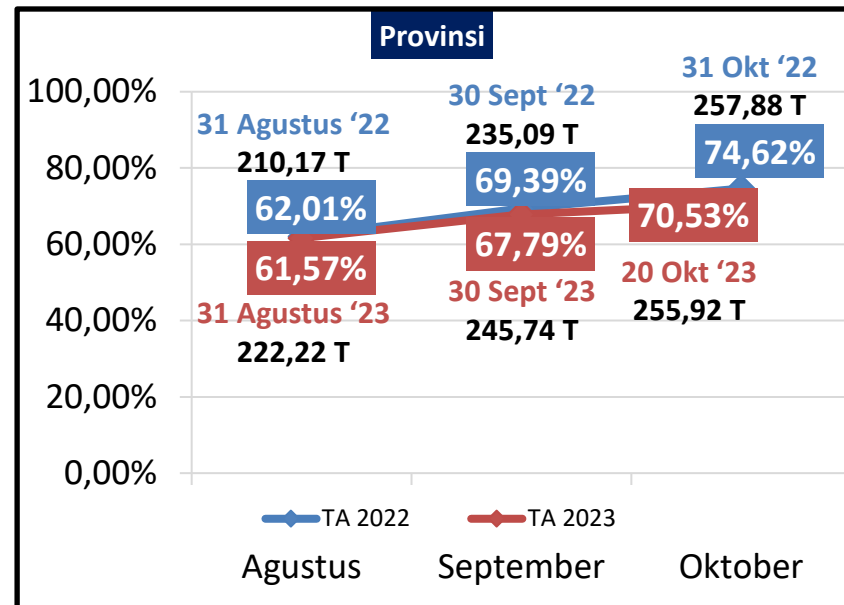 Provinsi
100,00%
80,00%
60,00%
40,00%
20,00%
0,00%
31 Agustus ‘22
210,17 T
62,01%
61,57%
31 Agustus ‘23
222,22 T
30 Sept ‘22
235,09 T
69,39%
67,79%
30 Sept ‘23
245,74 T
31 Okt ‘22
257,88 T
74,62%
70,53%
20 Okt ‘23
255,92 T
TA 2022
TA 2023
Agustus
September
Oktober